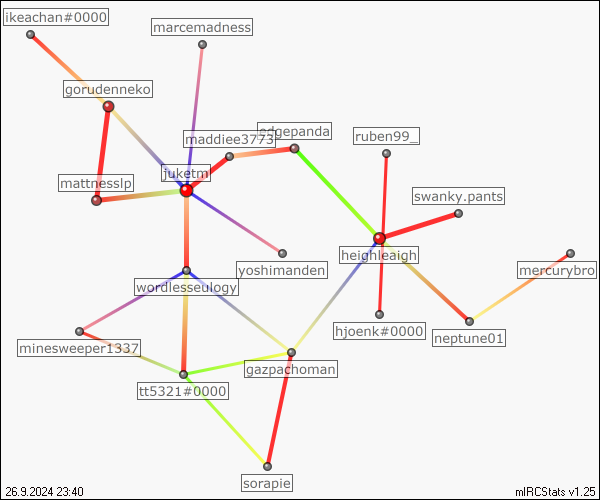 ikeachan#0000
marcemadness
gorudenneko
edgepanda
maddiee3773
ruben99_
juketm
mattnesslp
swanky.pants
heighleaigh
yoshimanden
mercurybro
wordlesseulogy
hjoenk#0000
neptune01
minesweeper1337
gazpachoman
tt5321#0000
sorapie
26.9.2024 23:40
mIRCStats v1.25